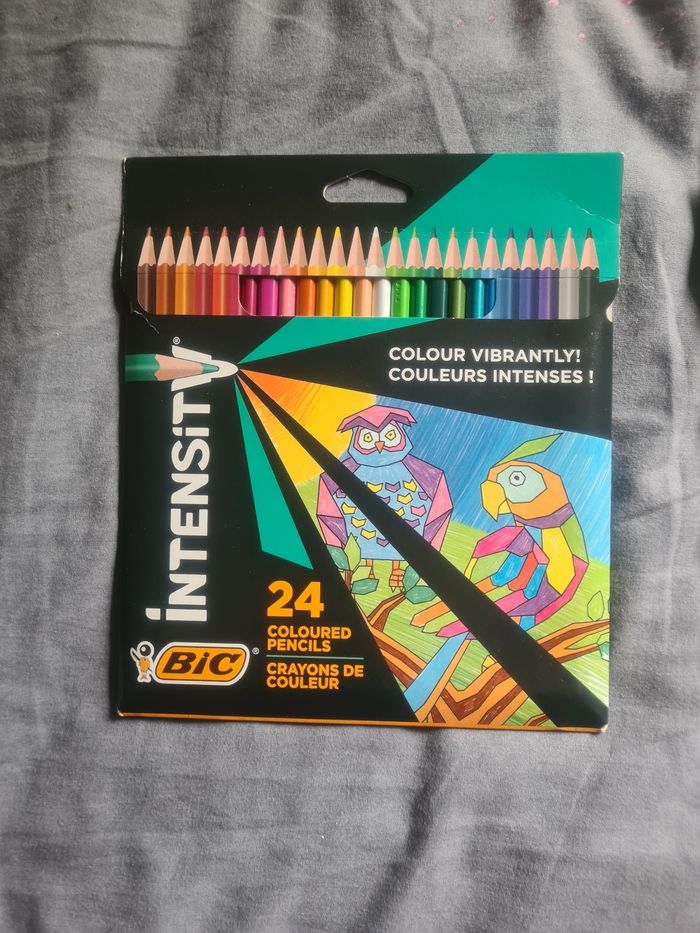 COLOUR VIBRANTLY!
COULEURS INTENSES !
INTENSITY®
24
COLOURED
PENCILS
CRAYONS DE
COULEUR
BIC®